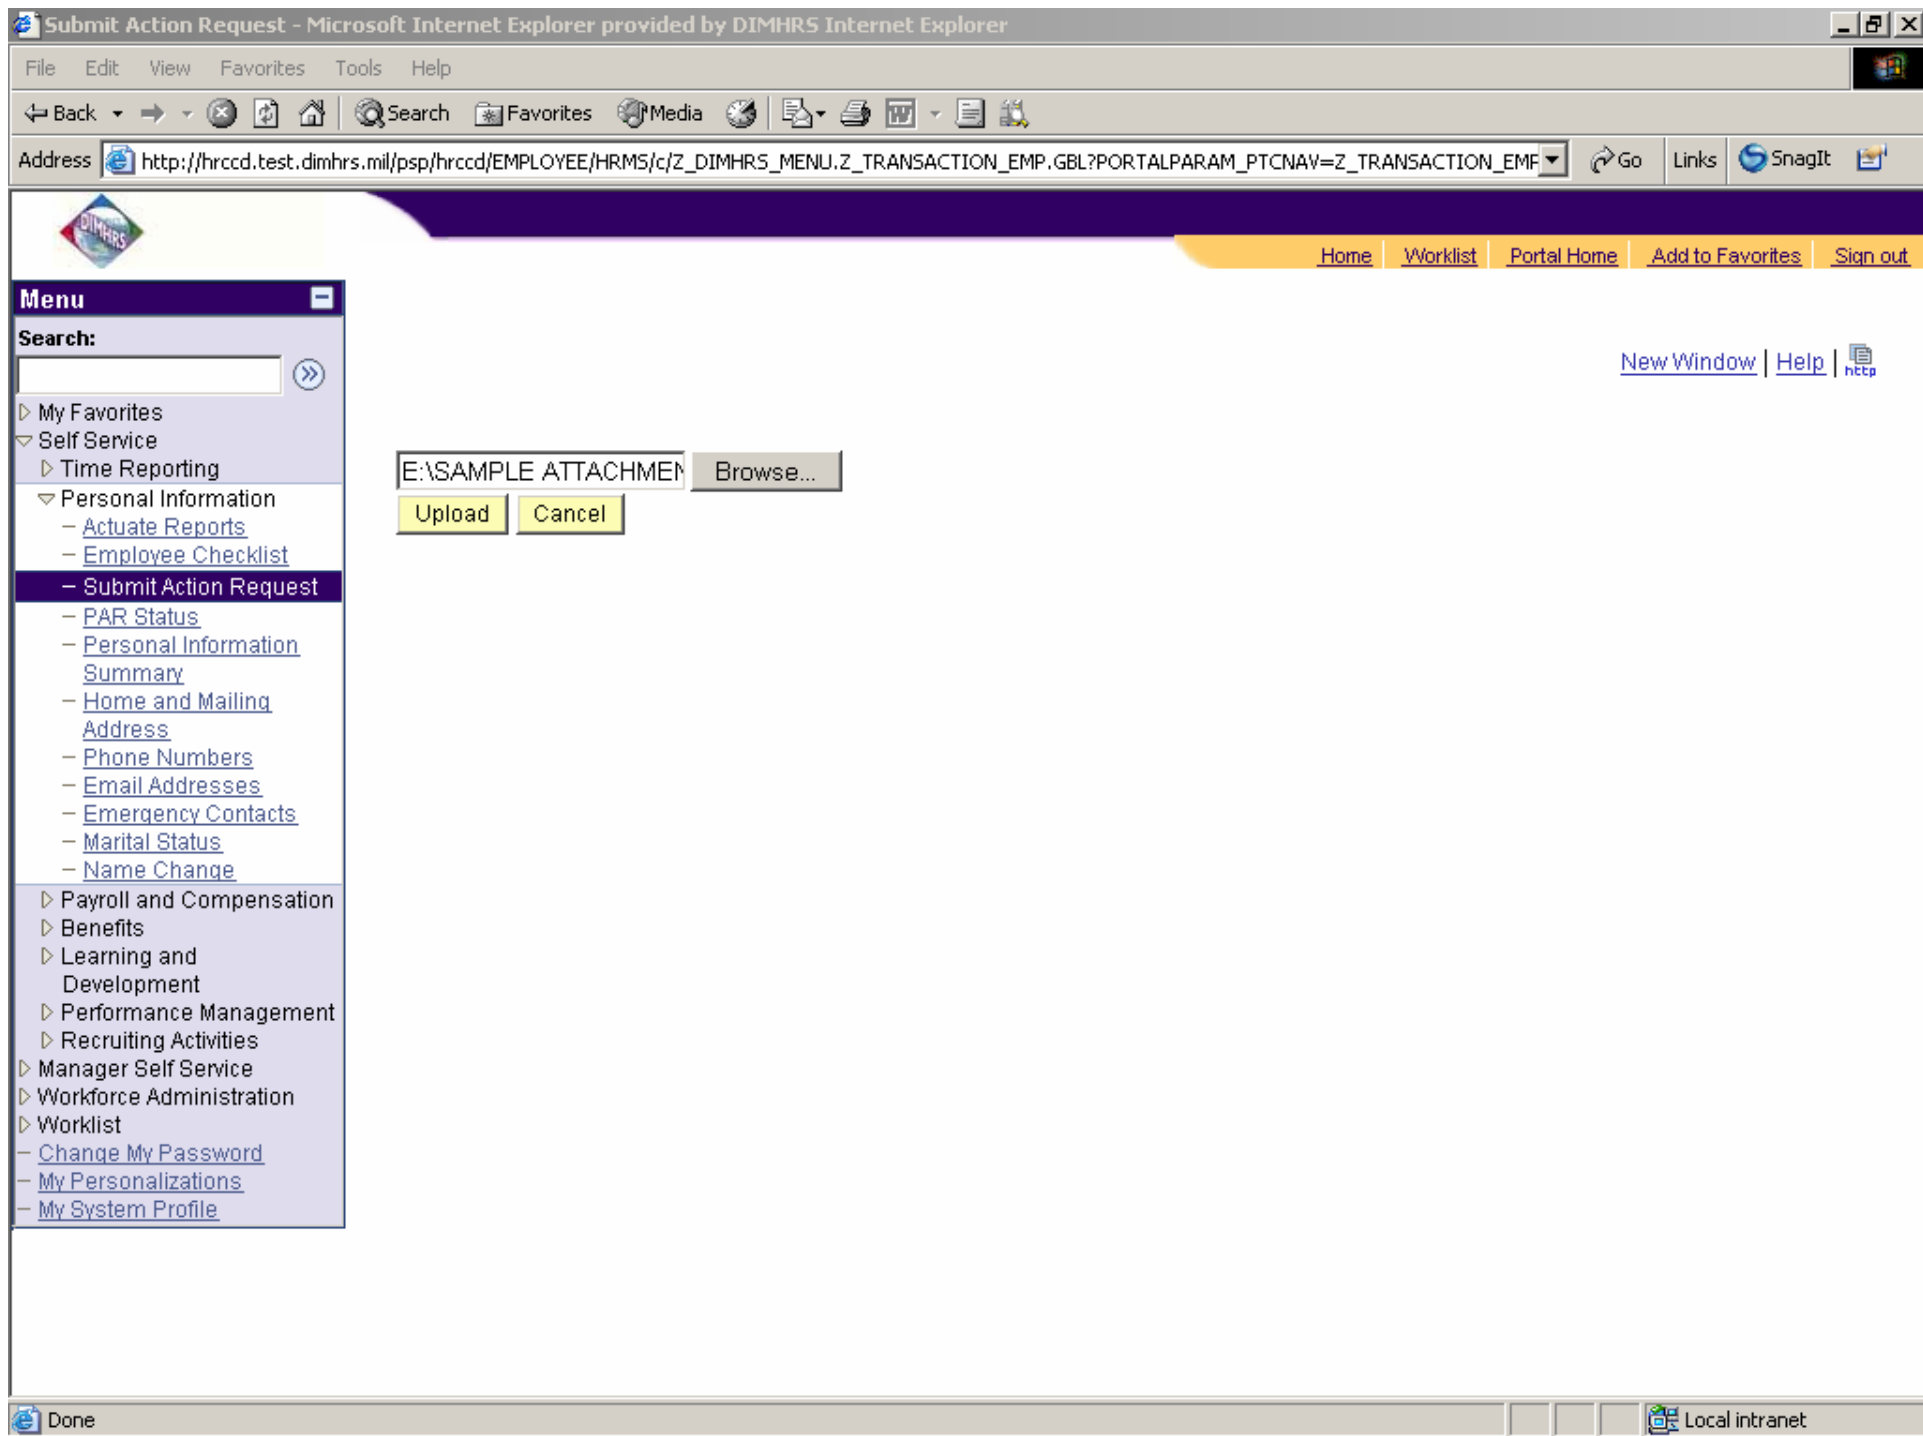 Submit Action Request - Microsoft Internet Explorer provided by DIMHRS Internet Explorer
File Edit View Favorites Tools Help
Back Search Favorites Media
Address http://hrccd.test.dimhrs.mil/psp/hrccd/EMPLOYEE/HRMS/c/Z_DIMHRS_MENU.Z_TRANSACTION_EMP.GBL?PORTALPARAM_PTCNAV=Z_TRANSACTION_EMP Go Links SnagIt
DIMHRS
Home Worklist Portal Home Add to Favorites Sign out
Menu
Search:
New Window | Help | http
My Favorites
Self Service
Time Reporting
E:\SAMPLE ATTACHMEN Browse...
Personal Information
Upload Cancel
– Actuate Reports
– Employee Checklist
– Submit Action Request
– PAR Status
– Personal Information
Summary
– Home and Mailing
Address
– Phone Numbers
– Email Addresses
– Emergency Contacts
– Marital Status
– Name Change
Payroll and Compensation
Benefits
Learning and
Development
Performance Management
Recruiting Activities
Manager Self Service
Workforce Administration
Worklist
– Change My Password
– My Personalizations
– My System Profile
Done Local intranet